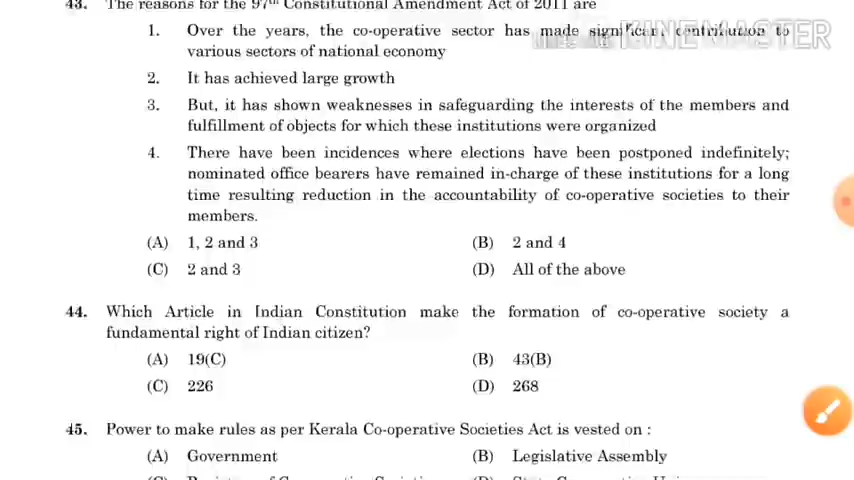 43. The reasons for the 97th Constitutional Amendment Act of 2011 are
1. Over the years, the co-operative sector has made significant contribution to
various sectors of national economy
KINEMASTER
2. It has achieved large growth
3. But, it has shown weaknesses in safeguarding the interests of the members and
fulfillment of objects for which these institutions were organized
4. There have been incidences where elections have been postponed indefinitely;
nominated office bearers have remained in-charge of these institutions for a long
time resulting reduction in the accountability of co-operative societies to their
members.
(A) 1, 2 and 3 (B) 2 and 4
(C) 2 and 3 (D) All of the above
44. Which Article in Indian Constitution make the formation of co-operative society a
fundamental right of Indian citizen?
(A) 19(C) (B) 43(B)
(C) 226 (D) 268
45. Power to make rules as per Kerala Co-operative Societies Act is vested on :
(A) Government (B) Legislative Assembly